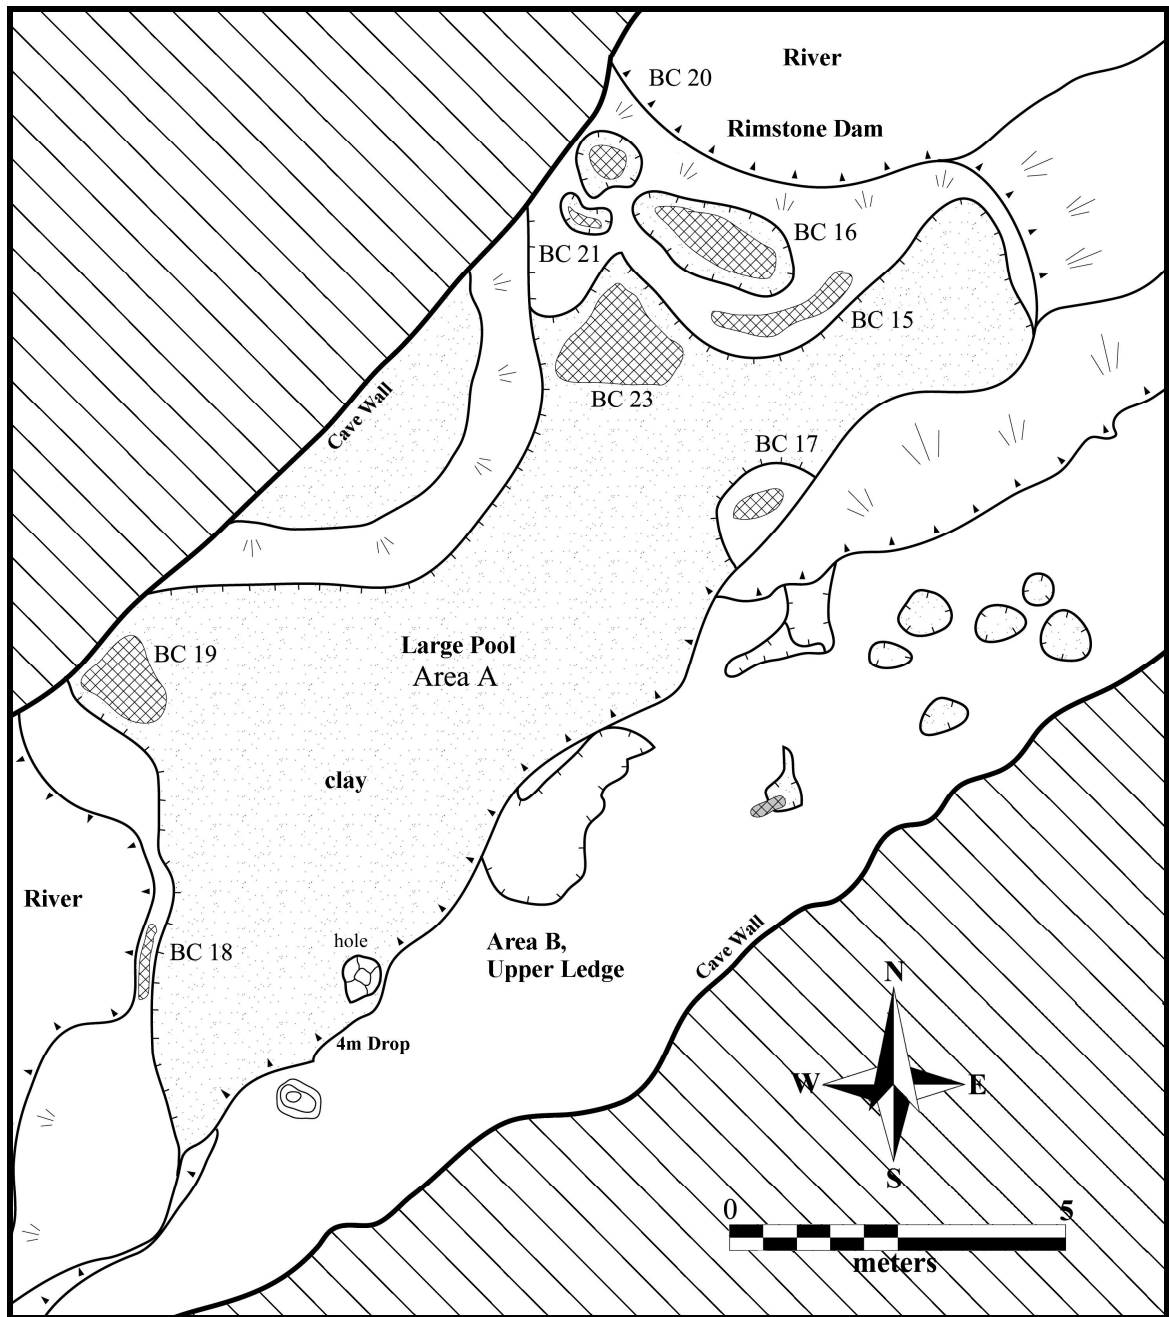 River
BC 20
Rimstone Dam
BC 16
BC 21
BC 15
BC 23
Cave Wall
BC 17
Large Pool
Area A
BC 19
clay
River
BC 18
hole
Area B,
Upper Ledge
Cave Wall
4m Drop
N
W
E
S
0
5
meters